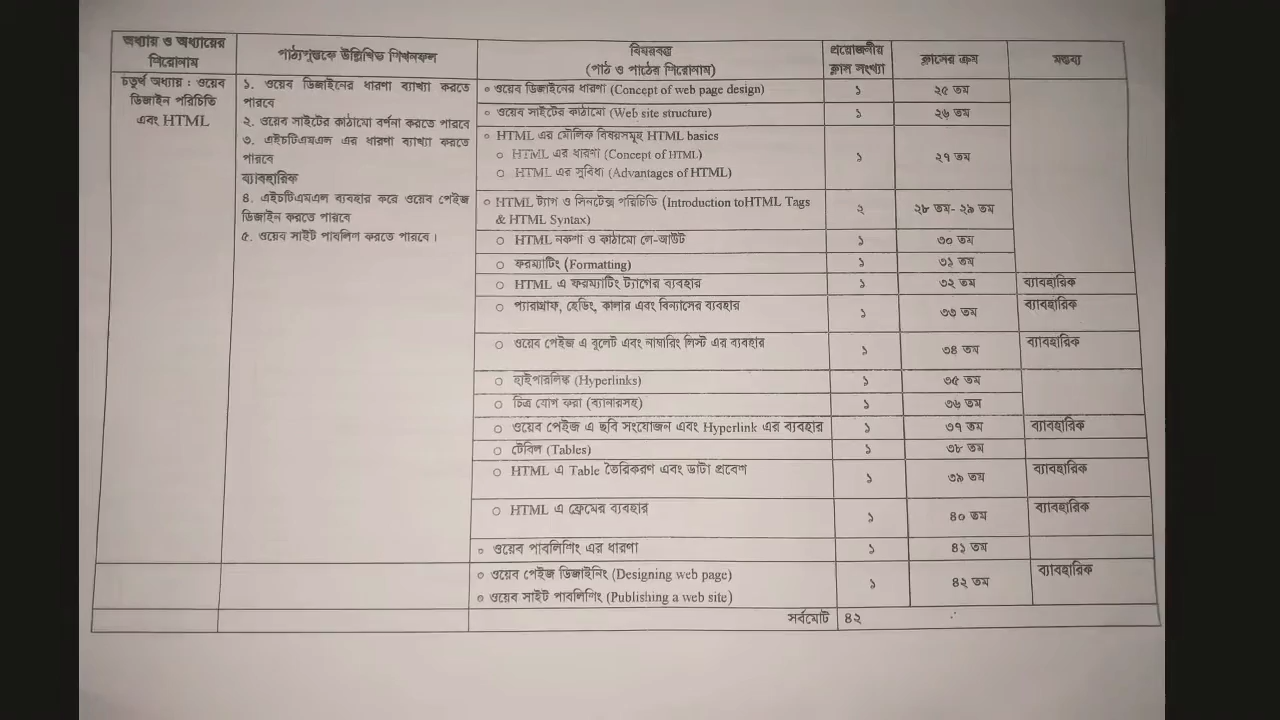 অধ্যায় ও অধ্যায়ের
শিরোনাম
পাঠ্যপুস্তকে উল্লিখিত শিখনফল
বিষয়বস্তু
(পাঠ ও পাঠের শিরোনাম)
প্রয়োজনীয়
ক্লাস সংখ্যা
ক্লাসের ক্রম
মন্তব্য
চতুর্থ অধ্যায় : ওয়েব
ডিজাইন পরিচিতি
এবং HTML
১. ওয়েব ডিজাইনের ধারণা ব্যাখ্যা করতে
পারবে
২. ওয়েব সাইটের কাঠামো বর্ণনা করতে পারবে
৩. এইচটিএমএল এর ধারণা ব্যাখ্যা করতে
পারবে
ব্যাবহারিক
৪. এইচটিএমএল ব্যবহার করে ওয়েব পেইজ
ডিজাইন করতে পারবে
৫. ওয়েব সাইট পাবলিশ করতে পারবে।
ওয়েব ডিজাইনের ধারণা (Concept of web page design) ১ ২৫ তম
ওয়েব সাইটের কাঠামো (Web site structure) ১ ২৬ তম
HTML এর মৌলিক বিষয়সমূহ HTML basics
HTML এর ধারণা (Concept of HTML) ১ ২৭ তম
HTML এর সুবিধা (Advantages of HTML)
HTML ট্যাগ ও সিনটেক্স পরিচিতি (Introduction toHTML Tags ২ ২৮ তম- ২৯ তম
& HTML Syntax)
HTML নকশা ও কাঠামো লে-আউট ১ ৩০ তম
ফরম্যাটিং (Formatting) ১ ৩১ তম
HTML এ ফরম্যাটিং ট্যাগের ব্যবহার ১ ৩২ তম ব্যাবহারিক
প্যারাগ্রাফ, হেডিং, কালার এবং বিন্যাসের ব্যবহার ১ ৩৩ তম ব্যাবহারিক
ওয়েব পেইজ এ বুলেট এবং নাম্বারিং লিস্ট এর ব্যবহার ১ ৩৪ তম ব্যাবহারিক
হাইপারলিঙ্ক (Hyperlinks) ১ ৩৫ তম
চিত্র যোগ করা (ব্যানারসহ) ১ ৩৬ তম
ওয়েব পেইজ এ ছবি সংযোজন এবং Hyperlink এর ব্যবহার ১ ৩৭ তম ব্যাবহারিক
টেবিল (Tables) ১ ৩৮ তম
HTML এ Table তৈরিকরণ এবং ডাটা প্রবেশ ১ ৩৯ তম ব্যাবহারিক
HTML এ ফ্রেমের ব্যবহার ১ ৪০ তম ব্যাবহারিক
ওয়েব পাবলিশিং এর ধারণা ১ ৪১ তম
ওয়েব পেইজ ডিজাইনিং (Designing web page) ১ ৪২ তম ব্যাবহারিক
ওয়েব সাইট পাবলিশিং (Publishing a web site)
সর্বমোট ৪২